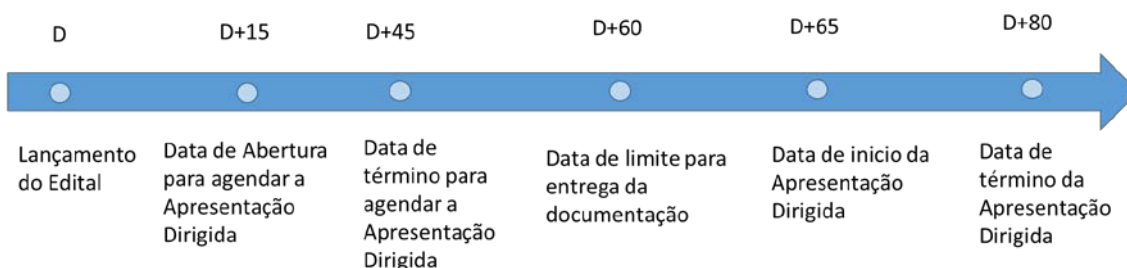 D
D+15
D+45
D+60
D+65
D+80
Lançamento
do Edital
Data de Abertura
para agendar a
Apresentação
Dirigida
Data de
término para
agendar a
Apresentação
Dirigida
Data de limite para
entrega da
documentação
Data de inicio da
Apresentação
Dirigida
Data de
término da
Apresentação
Dirigida